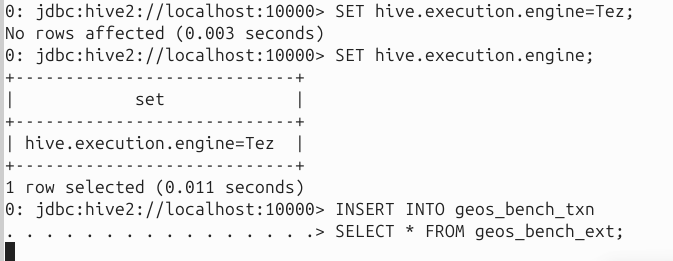 0: jdbc:hive2://localhost:10000> SET hive.execution.engine=Tez;
No rows affected (0.003 seconds)
0: jdbc:hive2://localhost:10000> SET hive.execution.engine;
+----------------------------+
|            set             |
+----------------------------+
| hive.execution.engine=Tez  |
+----------------------------+
1 row selected (0.011 seconds)
0: jdbc:hive2://localhost:10000> INSERT INTO geos_bench_txn
. . . . . . . . . . . . . . . .> SELECT * FROM geos_bench_ext;